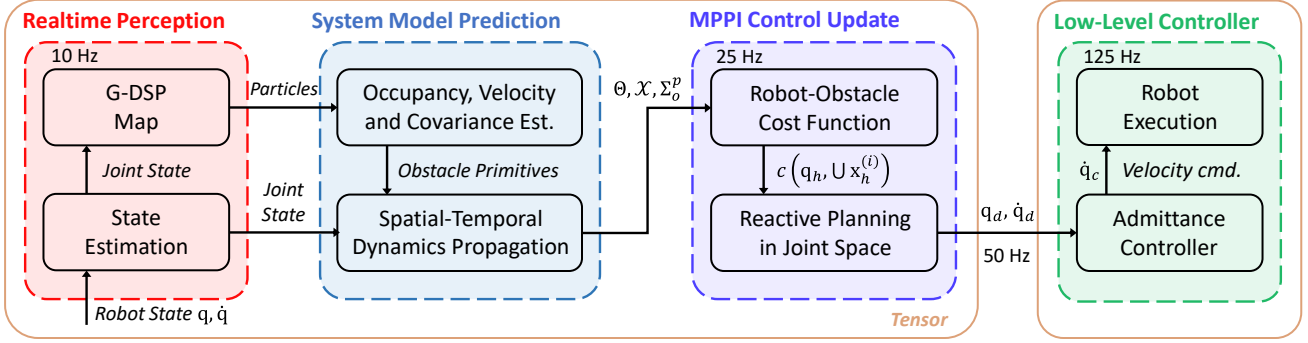 Realtime Perception
10 Hz
G-DSP
Map
Joint State
State
Estimation
Robot State q, q̇
Particles
Joint
State
System Model Prediction
Occupancy, Velocity
and Covariance Est.
Obstacle Primitives
Spatial-Temporal
Dynamics Propagation
Θ, 𝒳, Σ_o^p
MPPI Control Update
25 Hz
Robot-Obstacle
Cost Function
c (q_h, ∪ x_h^(i))
Reactive Planning
in Joint Space
Tensor
q_d, q̇_d
50 Hz
Low-Level Controller
125 Hz
Robot
Execution
q̇_c
Velocity cmd.
Admittance
Controller